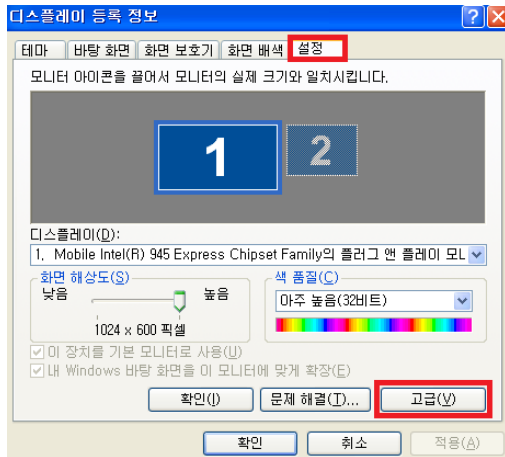 디스플레이 등록 정보
테마 바탕 화면 화면 보호기 화면 배색 설정
모니터 아이콘을 끌어서 모니터의 실제 크기와 일치시킵니다.
1 2
디스플레이(D):
1, Mobile Intel(R) 945 Express Chipset Family의 플러그 앤 플레이 모니
화면 해상도(S) 색 품질(C)
낮음 높음 아주 높음(32비트)
1024 x 600 픽셀
이 장치를 기본 모니터로 사용(U)
내 Windows 바탕 화면을 이 모니터에 맞게 확장(E)
확인(I) 문제 해결(T)... 고급(V)
확인 취소 적용(A)